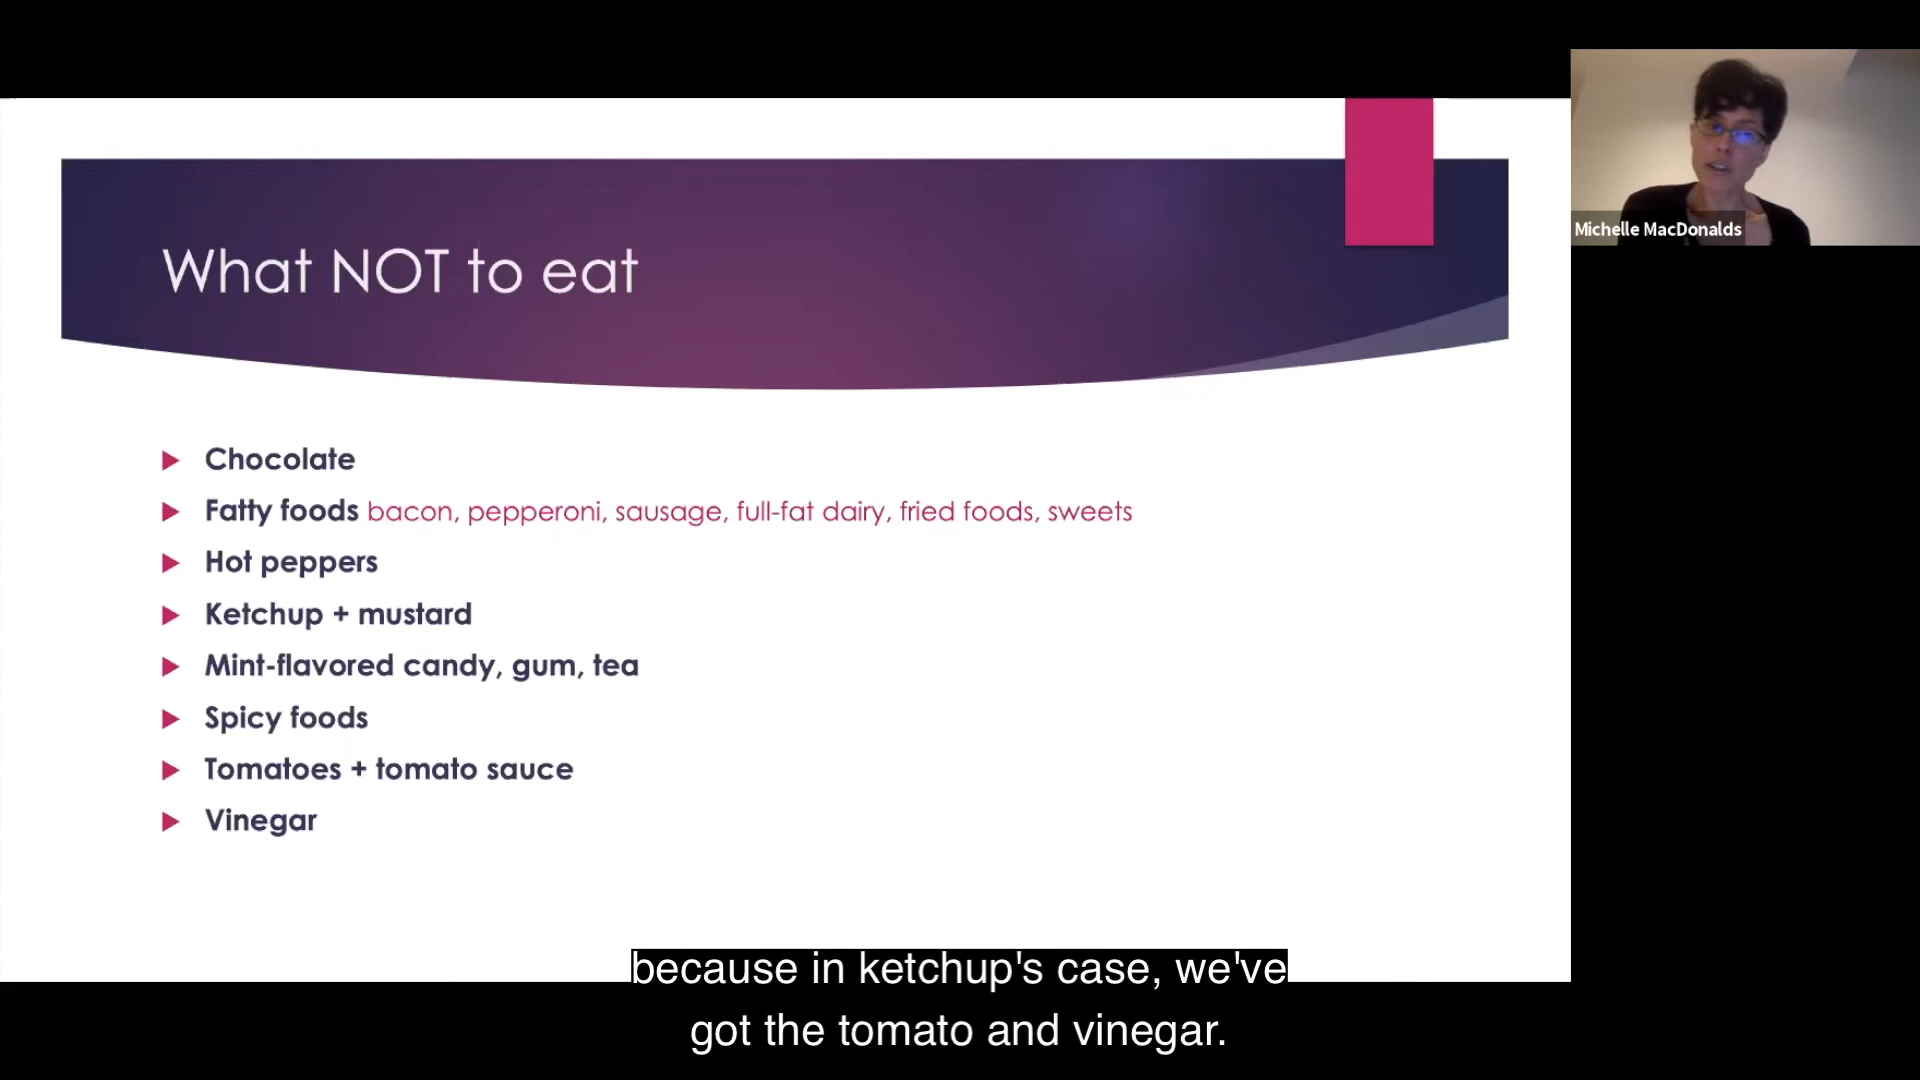 What NOT to eat
Michelle MacDonalds
Chocolate
Fatty foods bacon, pepperoni, sausage, full-fat dairy, fried foods, sweets
Hot peppers
Ketchup + mustard
Mint-flavored candy, gum, tea
Spicy foods
Tomatoes + tomato sauce
Vinegar
because in ketchup's case, we've
got the tomato and vinegar.